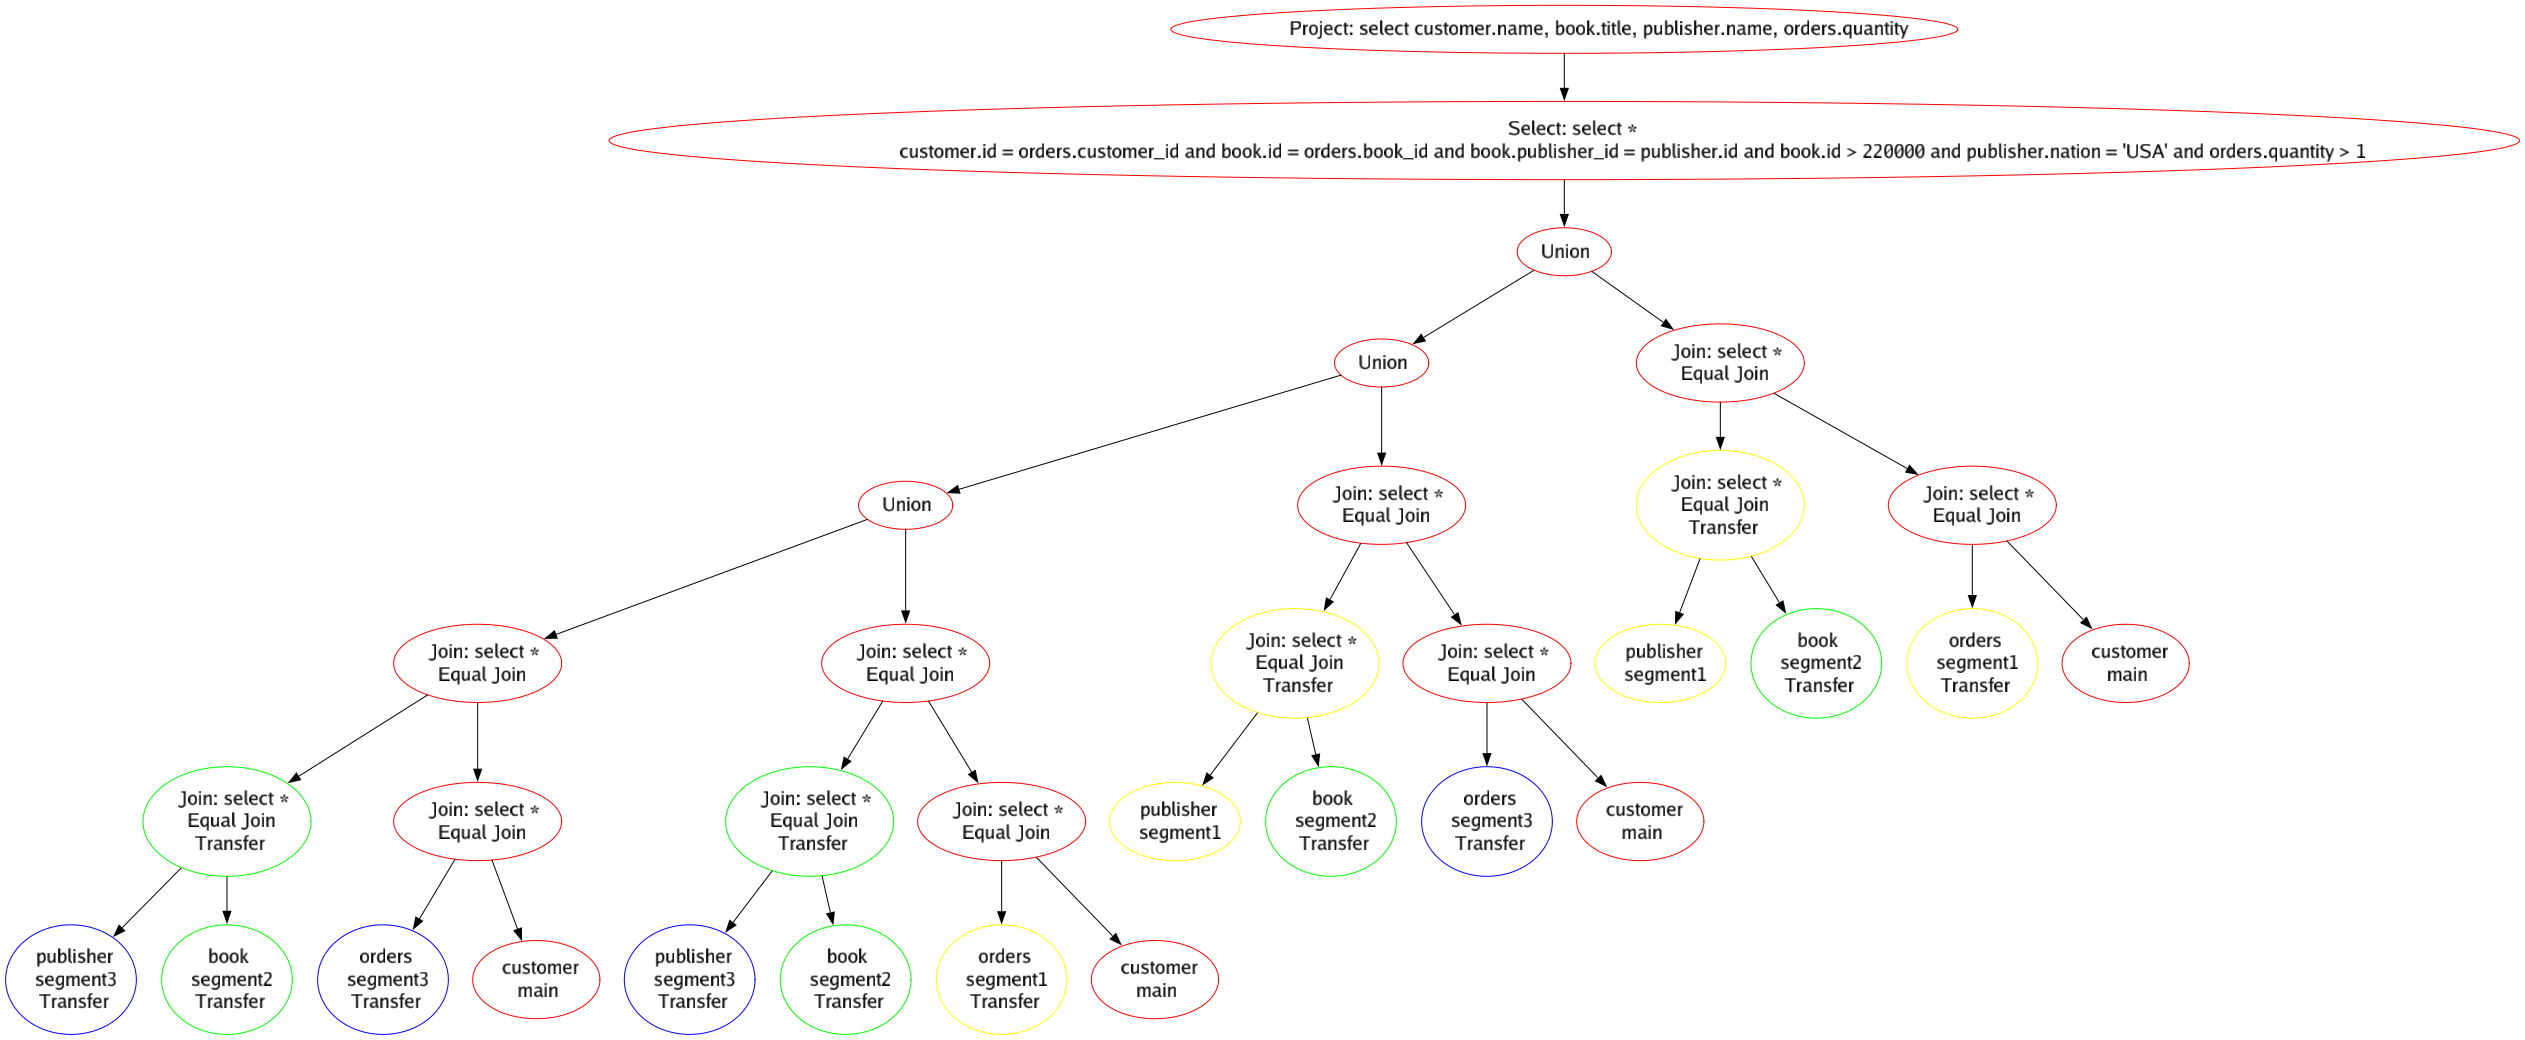 Project: select customer.name, book.title, publisher.name, orders.quantity
Select: select *
customer.id = orders.customer_id and book.id = orders.book_id and book.publisher_id = publisher.id and book.id > 220000 and publisher.nation = 'USA' and orders.quantity > 1
Union
Union
Join: select *
Equal Join
Union
Join: select *
Equal Join
Join: select *
Equal Join
Transfer
Join: select *
Equal Join
Join: select *
Equal Join
Join: select *
Equal Join
Join: select *
Equal Join
Transfer
Join: select *
Equal Join
publisher
segment1
book
segment2
Transfer
orders
segment1
Transfer
customer
main
Join: select *
Equal Join
Transfer
Join: select *
Equal Join
Join: select *
Equal Join
Transfer
Join: select *
Equal Join
publisher
segment1
book
segment2
Transfer
orders
segment3
Transfer
customer
main
publisher
segment3
Transfer
book
segment2
Transfer
orders
segment3
Transfer
customer
main
publisher
segment3
Transfer
book
segment2
Transfer
orders
segment1
Transfer
customer
main